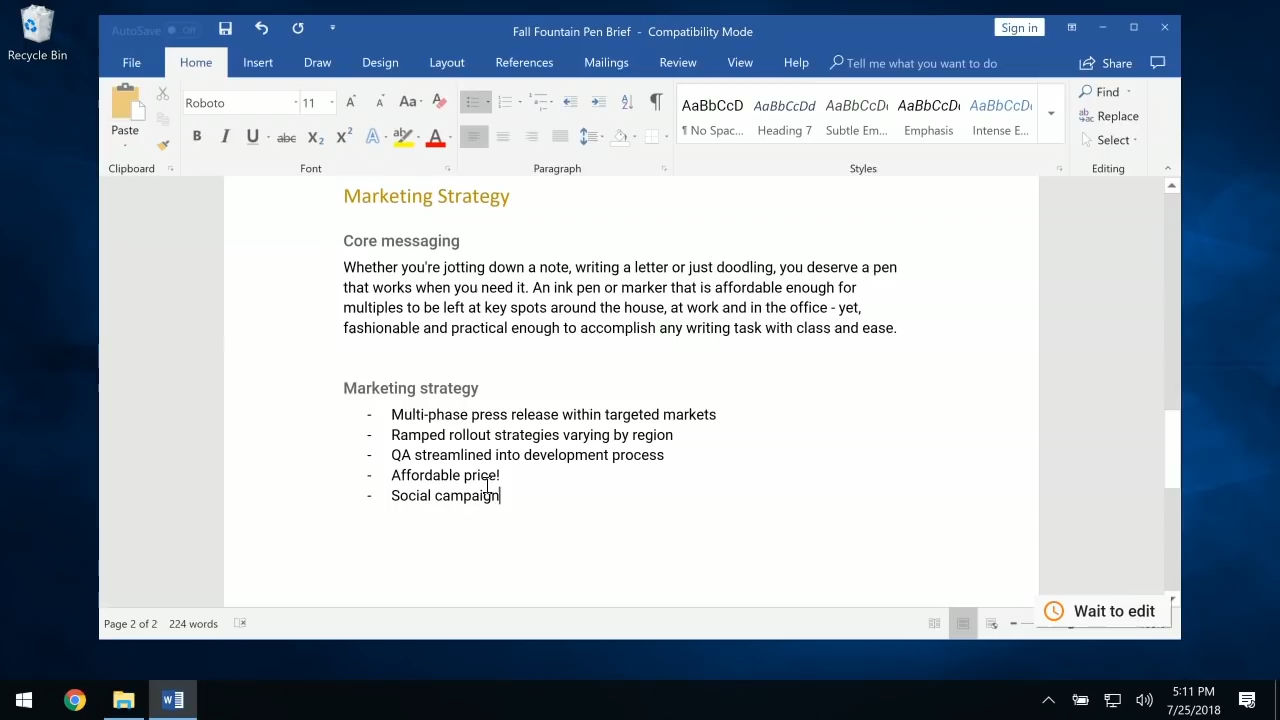 Recycle Bin
AutoSave Off
Fall Fountain Pen Brief - Compatibility Mode
Sign in
File Home Insert Draw Design Layout References Mailings Review View Help Tell me what you want to do Share
Paste
Clipboard
Roboto 11
Aa
B I U abc X₂ X² A ab A
Font
Paragraph
AaBbCcD AaBbCcDd AaBbCcDc AaBbCcDc AaBbCcDc
¶ No Spac... Heading 7 Subtle Em... Emphasis Intense E...
Styles
Find
Replace
Select
Editing
Marketing Strategy
Core messaging
Whether you're jotting down a note, writing a letter or just doodling, you deserve a pen
that works when you need it. An ink pen or marker that is affordable enough for
multiples to be left at key spots around the house, at work and in the office - yet,
fashionable and practical enough to accomplish any writing task with class and ease.
Marketing strategy
- Multi-phase press release within targeted markets
- Ramped rollout strategies varying by region
- QA streamlined into development process
- Affordable price!
- Social campaign
Wait to edit
Page 2 of 2 224 words
5:11 PM
7/25/2018